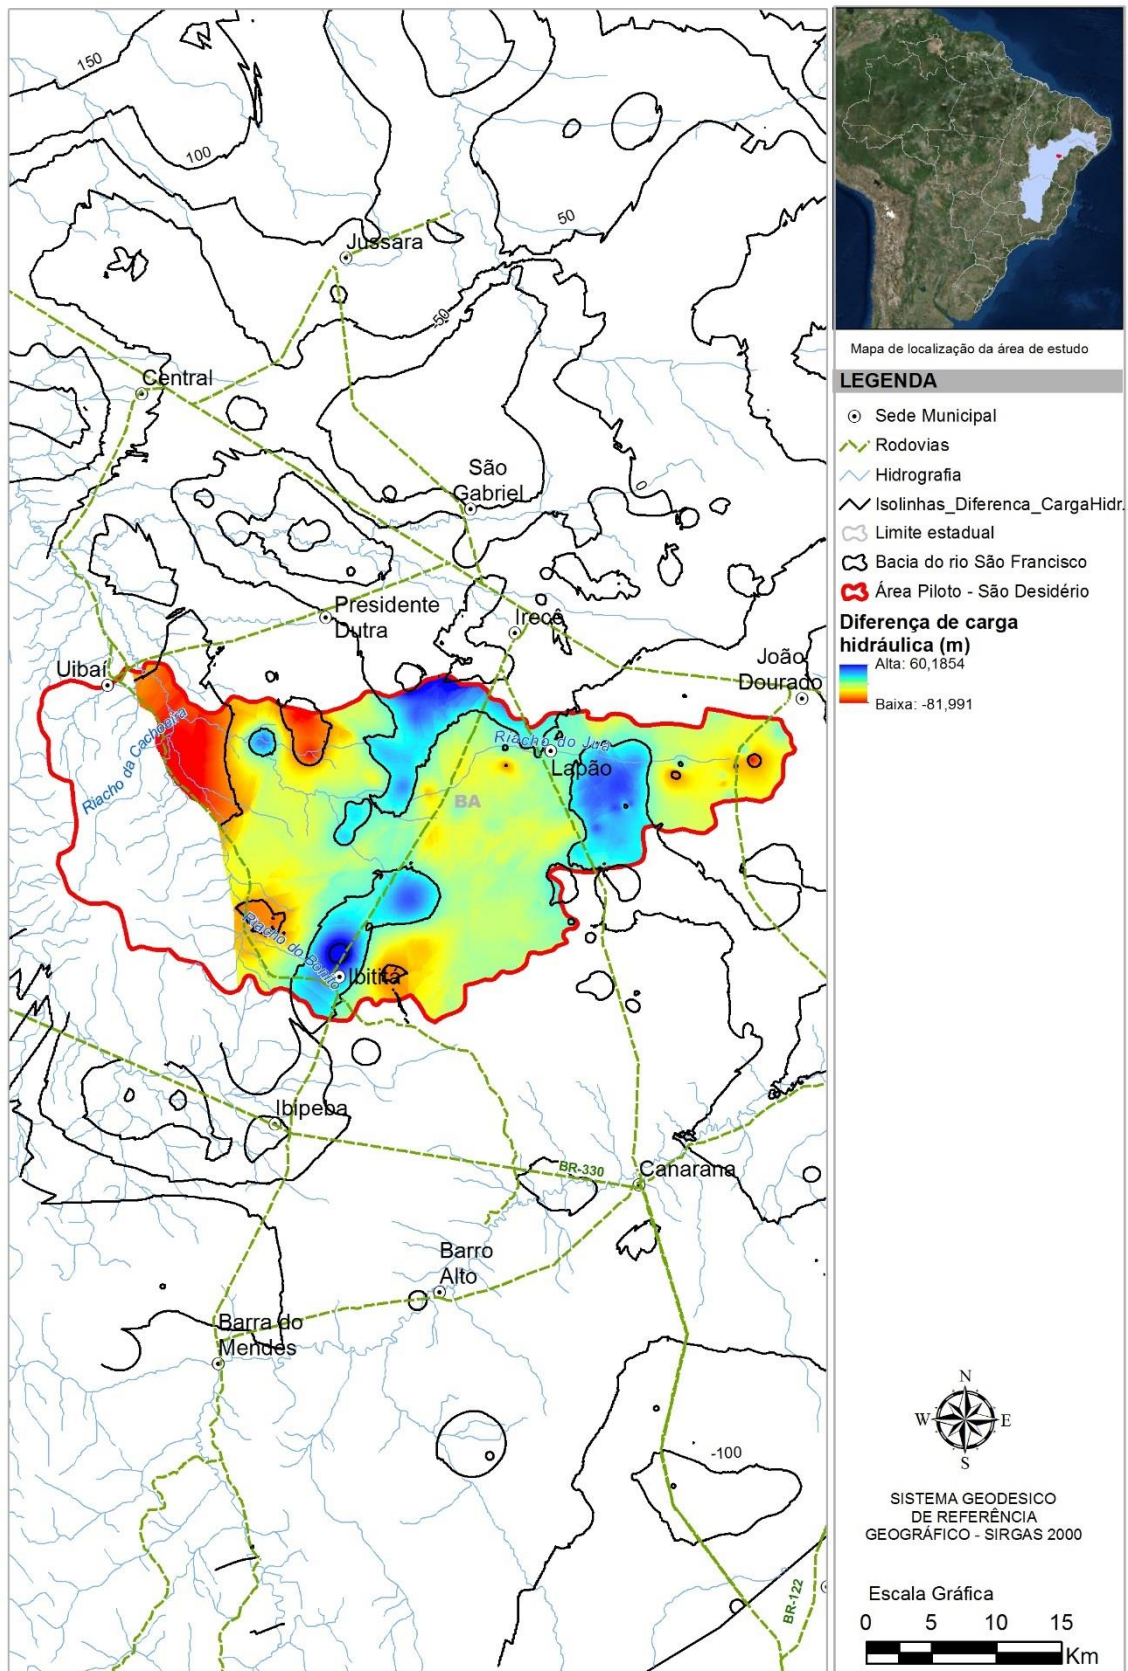 150
100
50
Jussara
-50
Central
São
Gabriel
0
Presidente
Dutra
Irecê
João
Dourado
Uibaí
Riacho da Cachoeira
Riacho do Juá
Lapão
BA
Riacho do Bonito
Ibititá
Ibipeba
BR-330
Canarana
Barro
Alto
Barra do
Mendes
-100
BR-122
Mapa de localização da área de estudo
LEGENDA
Sede Municipal
Rodovias
Hidrografia
Isolinhas_Diferenca_CargaHidr.
Limite estadual
Bacia do rio São Francisco
Área Piloto - São Desidério
Diferença de carga
hidráulica (m)
Alta: 60,1854
Baixa: -81,991
N
W E
S
SISTEMA GEODESICO
DE REFERÊNCIA
GEOGRÁFICO - SIRGAS 2000
Escala Gráfica
0 5 10 15
Km